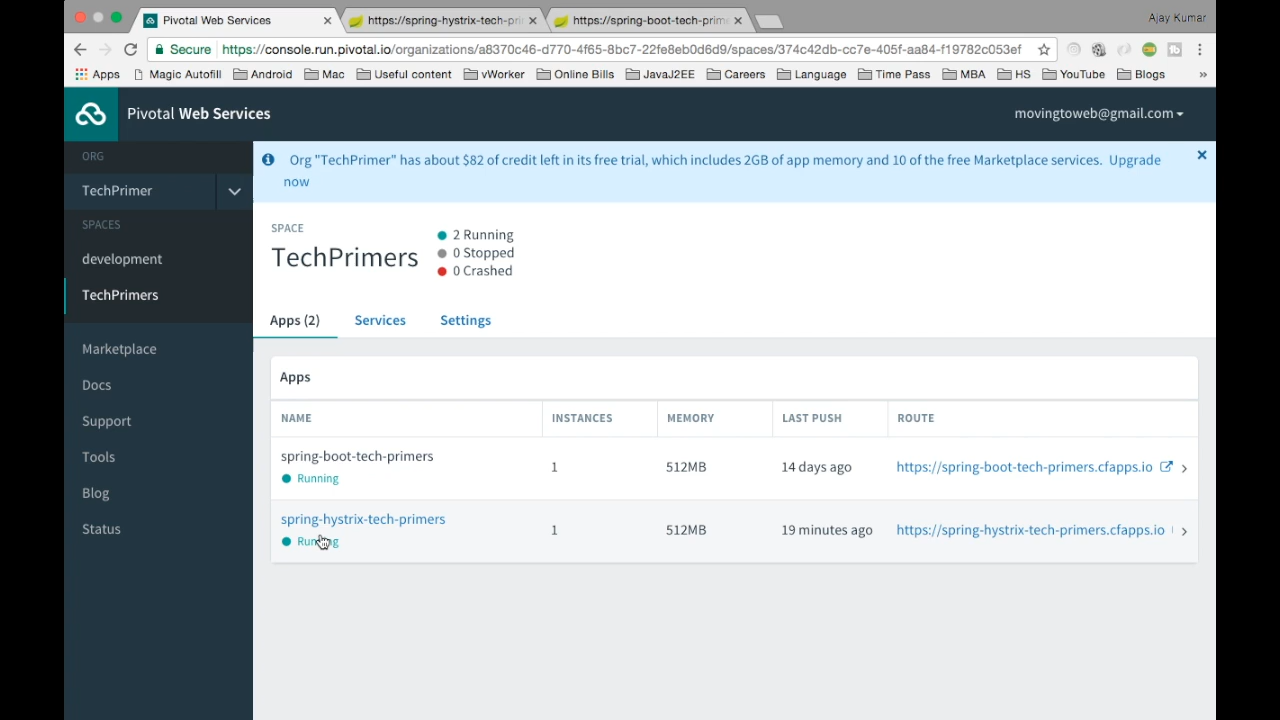 Pivotal Web Services
https://spring-hystrix-tech-pri
https://spring-boot-tech-prime
Ajay Kumar
Secure
https://console.run.pivotal.io/organizations/a8370c46-d770-4f65-8bc7-22fe8eb0d6d9/spaces/374c42db-cc7e-405f-aa84-f19782c053ef
Apps Magic Autofill Android Mac Useful content vWorker Online Bills JavaJ2EE Careers Language Time Pass MBA HS YouTube Blogs »
Pivotal Web Services
movingtoweb@gmail.com
ORG
TechPrimer
SPACES
development
TechPrimers
Marketplace
Docs
Support
Tools
Blog
Status
Org "TechPrimer" has about $82 of credit left in its free trial, which includes 2GB of app memory and 10 of the free Marketplace services. Upgrade
now
SPACE
TechPrimers
2 Running
0 Stopped
0 Crashed
Apps (2) Services Settings
Apps
NAME INSTANCES MEMORY LAST PUSH ROUTE
spring-boot-tech-primers
Running
1 512MB 14 days ago https://spring-boot-tech-primers.cfapps.io
spring-hystrix-tech-primers
Running
1 512MB 19 minutes ago https://spring-hystrix-tech-primers.cfapps.io